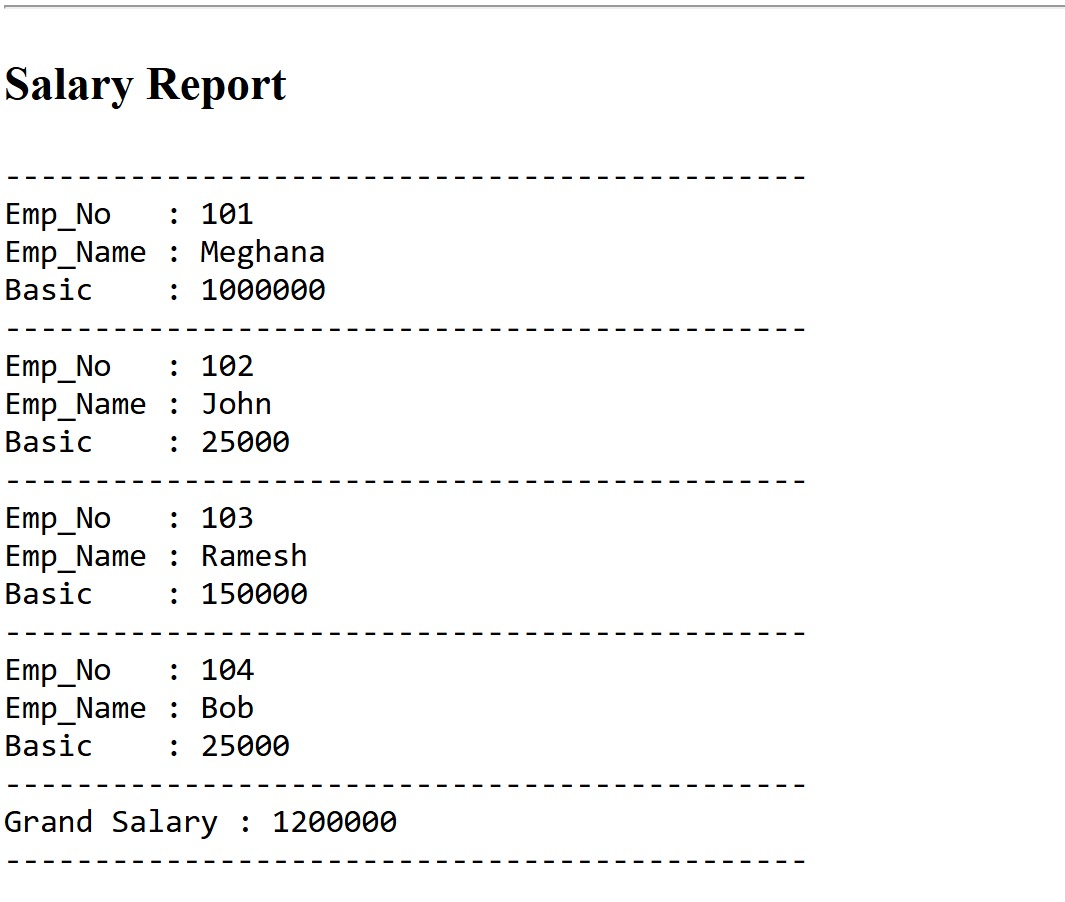 Salary Report
---------------------------------------------
Emp_No   : 101
Emp_Name : Meghana
Basic    : 1000000
---------------------------------------------
Emp_No   : 102
Emp_Name : John
Basic    : 25000
---------------------------------------------
Emp_No   : 103
Emp_Name : Ramesh
Basic    : 150000
---------------------------------------------
Emp_No   : 104
Emp_Name : Bob
Basic    : 25000
---------------------------------------------
Grand Salary : 1200000
---------------------------------------------